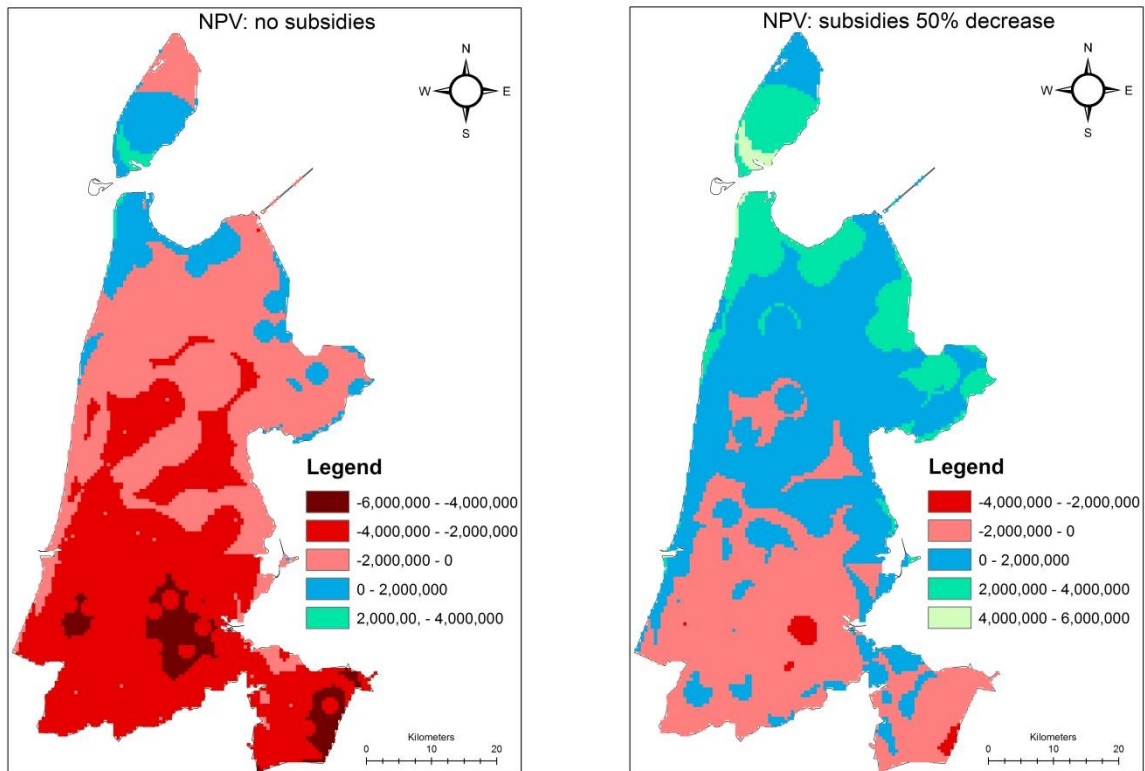 NPV: no subsidies
N
W E
S
Legend
-6,000,000 - -4,000,000
-4,000,000 - -2,000,000
-2,000,000 - 0
0 - 2,000,000
2,000,00, - 4,000,000
Kilometers
0 10 20
NPV: subsidies 50% decrease
N
W E
S
Legend
-4,000,000 - -2,000,000
-2,000,000 - 0
0 - 2,000,000
2,000,000 - 4,000,000
4,000,000 - 6,000,000
Kilometers
0 10 20